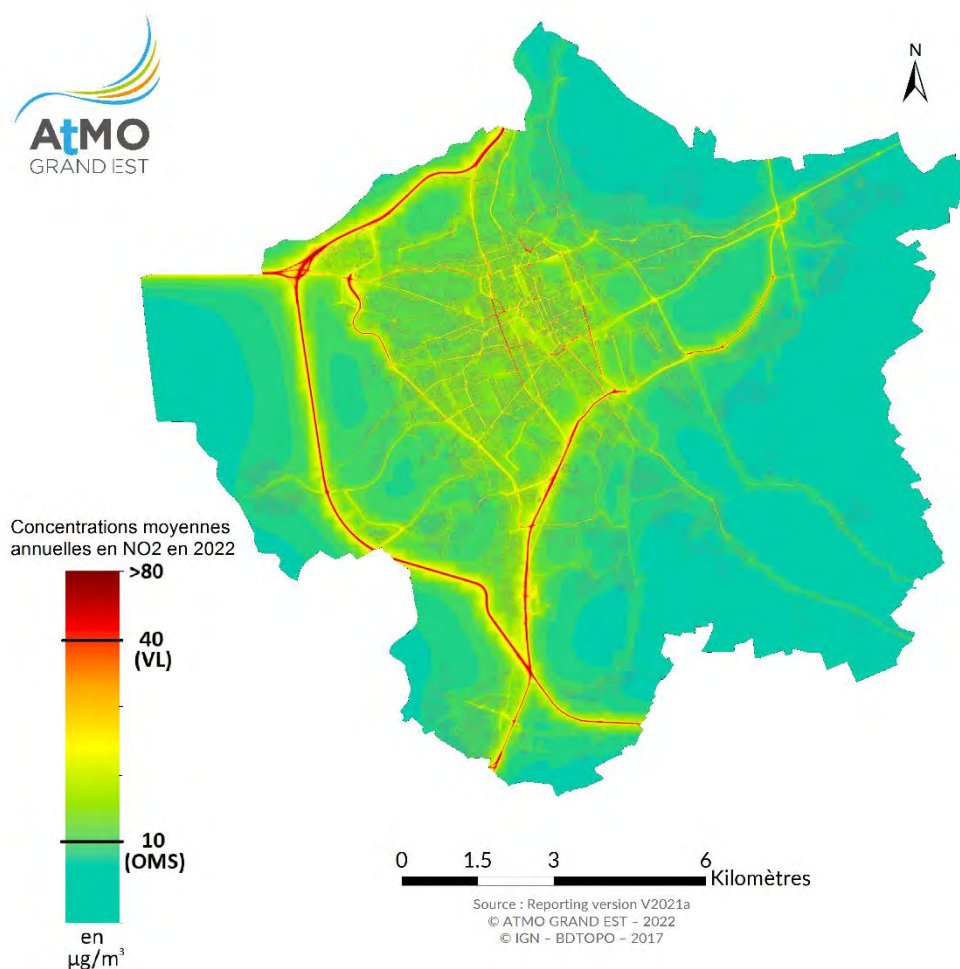 AtMO
GRAND EST
N
Concentrations moyennes
annuelles en NO2 en 2022
>80
40
(VL)
10
(OMS)
en
µg/m³
0 1.5 3 6
Kilomètres
Source : Reporting version V2021a
© ATMO GRAND EST – 2022
© IGN – BDTOPO – 2017